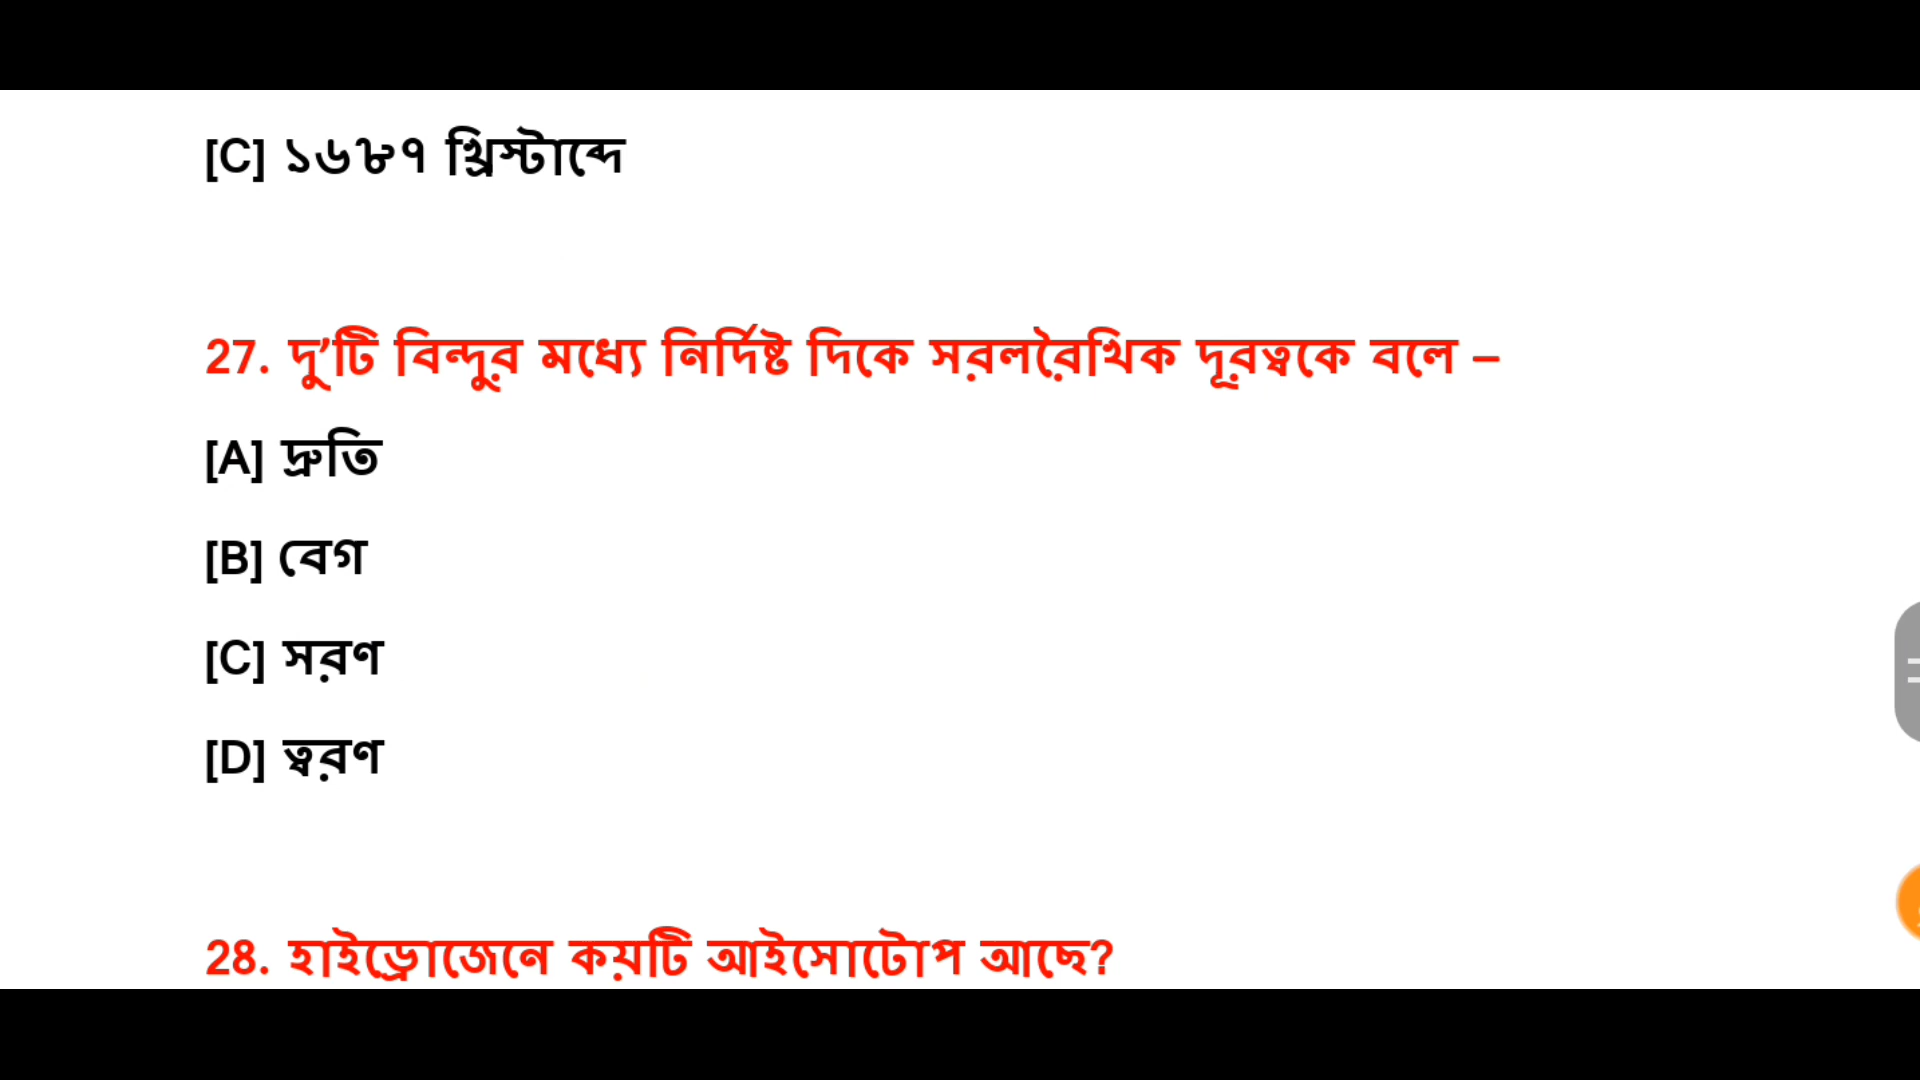 [C] ১৬৮৭ খ্রিস্টাব্দে
27. দু’টি বিন্দুর মধ্যে নির্দিষ্ট দিকে সরলরৈখিক দূরত্বকে বলে –
[A] দ্রুতি
[B] বেগ
[C] সরণ
[D] ত্বরণ
28. হাইড্রোজেনে কয়টি আইসোটোপ আছে?